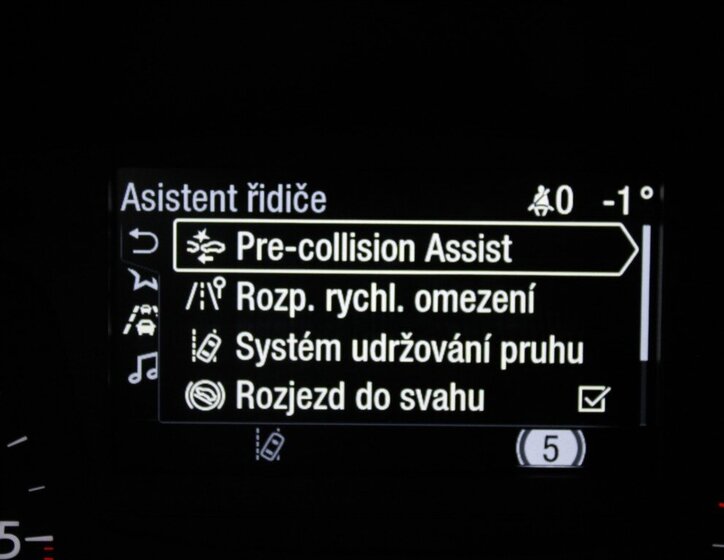 Asistent řidiče 0 -1°
Pre-collision Assist
Rozp. rychl. omezení
Systém udržování pruhu
Rozjezd do svahu
5
5